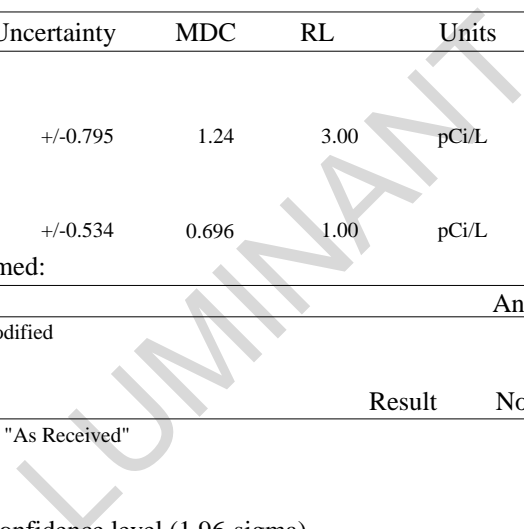 Uncertainty MDC RL Units
+/-0.795 1.24 3.00 pCi/L
+/-0.534 0.696 1.00 pCi/L
med:
An
odified
Result No
"As Received"
onfidence level (1.96-sigma)
LUMINANT